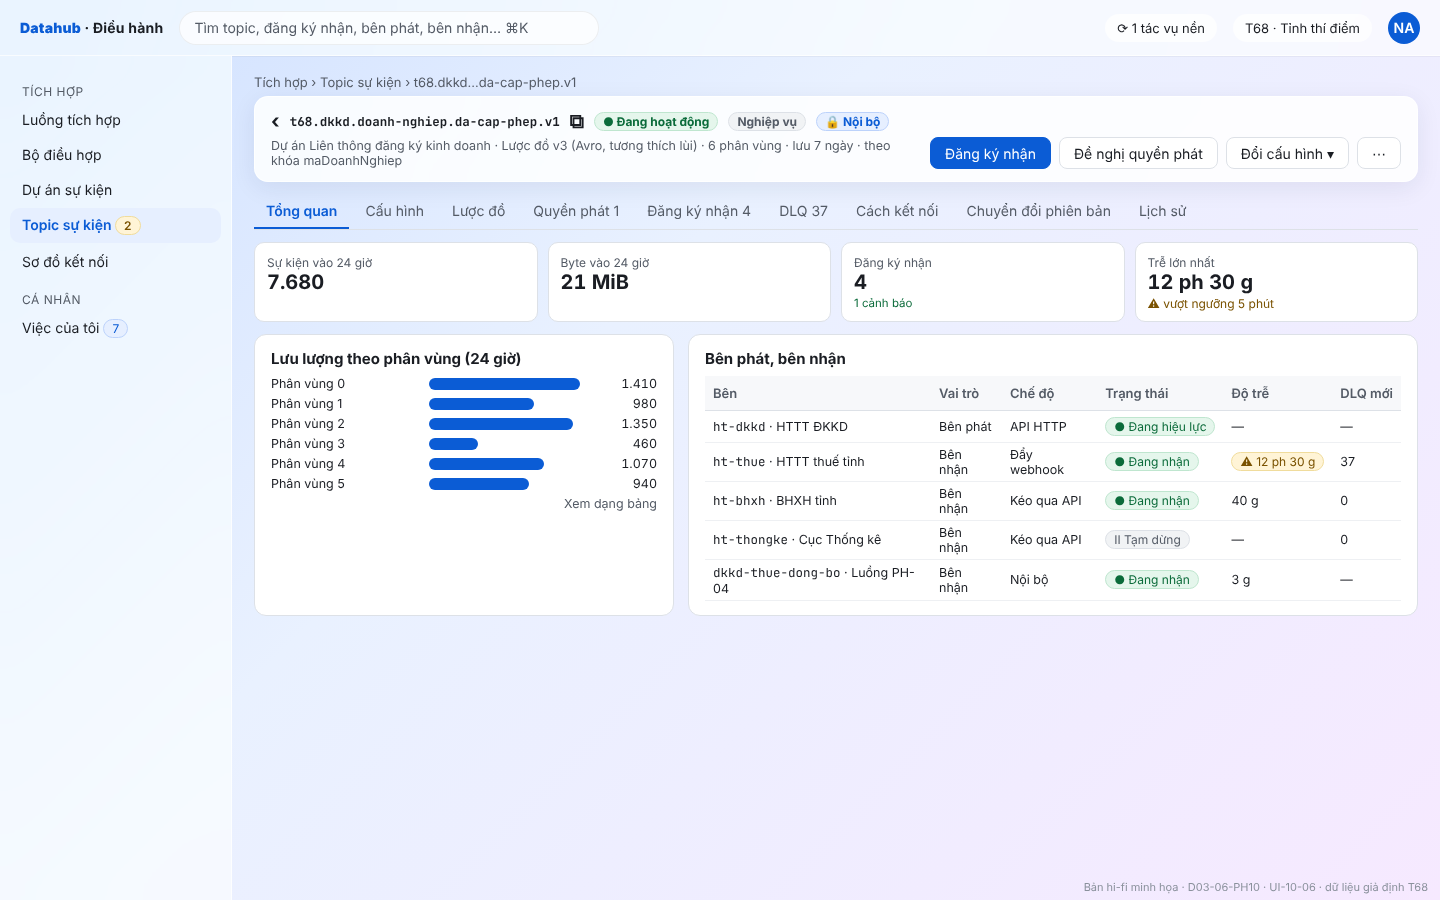 Datahub · Điều hành
Tìm topic, đăng ký nhận, bên phát, bên nhận... ⌘K
⟳ 1 tác vụ nền
T68 · Tỉnh thí điểm
NA
TÍCH HỢP
Luồng tích hợp
Bộ điều hợp
Dự án sự kiện
Topic sự kiện 2
Sơ đồ kết nối
CÁ NHÂN
Việc của tôi 7
Tích hợp › Topic sự kiện › t68.dkkd...da-cap-phep.v1
‹ t68.dkkd.doanh-nghiep.da-cap-phep.v1 ● Đang hoạt động Nghiệp vụ 🔒 Nội bộ
Dự án Liên thông đăng ký kinh doanh · Lược đồ v3 (Avro, tương thích lùi) · 6 phân vùng · lưu 7 ngày · theo
khóa maDoanhNghiep
Đăng ký nhận
Đề nghị quyền phát
Đổi cấu hình ▾
⋯
Tổng quan
Cấu hình
Lược đồ
Quyền phát 1
Đăng ký nhận 4
DLQ 37
Cách kết nối
Chuyển đổi phiên bản
Lịch sử
Sự kiện vào 24 giờ
7.680
Byte vào 24 giờ
21 MiB
Đăng ký nhận
4
1 cảnh báo
Trễ lớn nhất
12 ph 30 g
⚠ vượt ngưỡng 5 phút
Lưu lượng theo phân vùng (24 giờ)
Phân vùng 0 1.410
Phân vùng 1 980
Phân vùng 2 1.350
Phân vùng 3 460
Phân vùng 4 1.070
Phân vùng 5 940
Xem dạng bảng
Bên phát, bên nhận
Bên Vai trò Chế độ Trạng thái Độ trễ DLQ mới
ht-dkkd · HTTT ĐKKD Bên phát API HTTP ● Đang hiệu lực — —
ht-thue · HTTT thuế tỉnh Bên nhận Đẩy webhook ● Đang nhận ⚠ 12 ph 30 g 37
ht-bhxh · BHXH tỉnh Bên nhận Kéo qua API ● Đang nhận 40 g 0
ht-thongke · Cục Thống kê Bên nhận Kéo qua API II Tạm dừng — 0
dkkd-thue-dong-bo · Luồng PH-04 Bên nhận Nội bộ ● Đang nhận 3 g —
Bản hi-fi minh họa · D03-06-PH10 · UI-10-06 · dữ liệu giả định T68